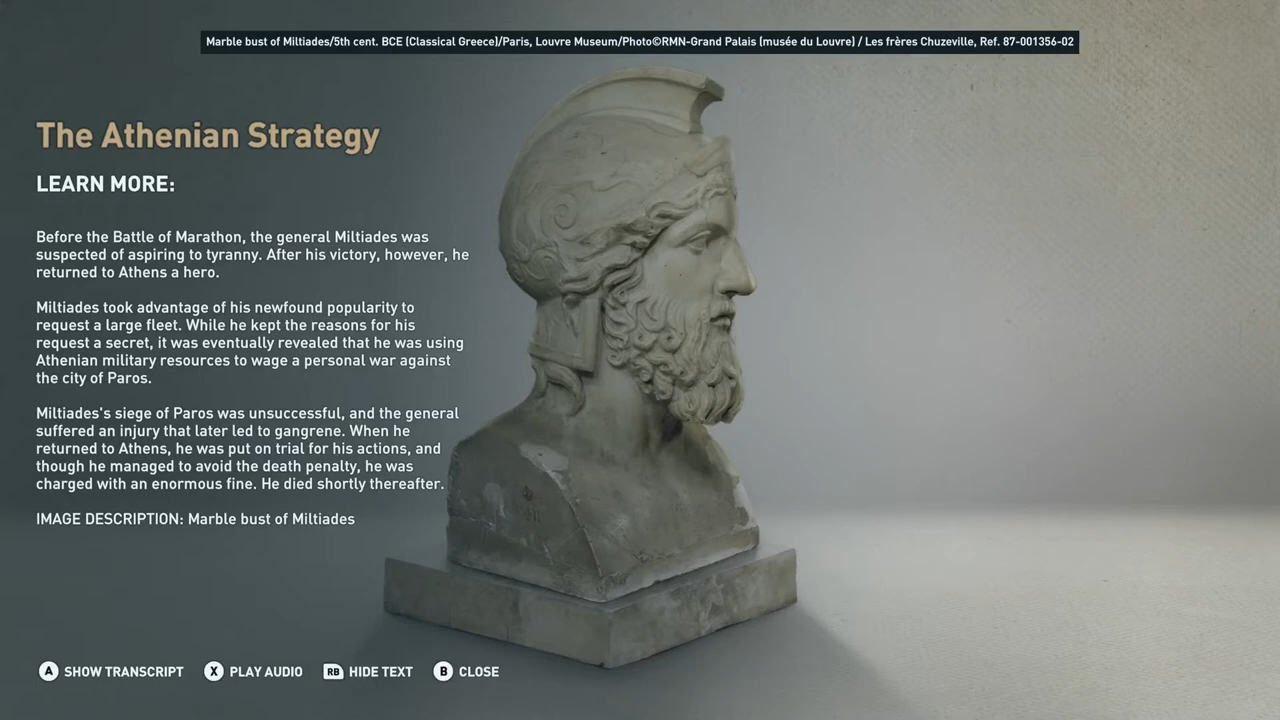 Marble bust of Miltiades/5th cent. BCE (Classical Greece)/Paris, Louvre Museum/Photo©RMN-Grand Palais (musée du Louvre) / Les frères Chuzeville, Ref. 87-001356-02
The Athenian Strategy
LEARN MORE:
Before the Battle of Marathon, the general Miltiades was
suspected of aspiring to tyranny. After his victory, however, he
returned to Athens a hero.
Miltiades took advantage of his newfound popularity to
request a large fleet. While he kept the reasons for his
request a secret, it was eventually revealed that he was using
Athenian military resources to wage a personal war against
the city of Paros.
Miltiades's siege of Paros was unsuccessful, and the general
suffered an injury that later led to gangrene. When he
returned to Athens, he was put on trial for his actions, and
though he managed to avoid the death penalty, he was
charged with an enormous fine. He died shortly thereafter.
IMAGE DESCRIPTION: Marble bust of Miltiades
A SHOW TRANSCRIPT X PLAY AUDIO RB HIDE TEXT B CLOSE